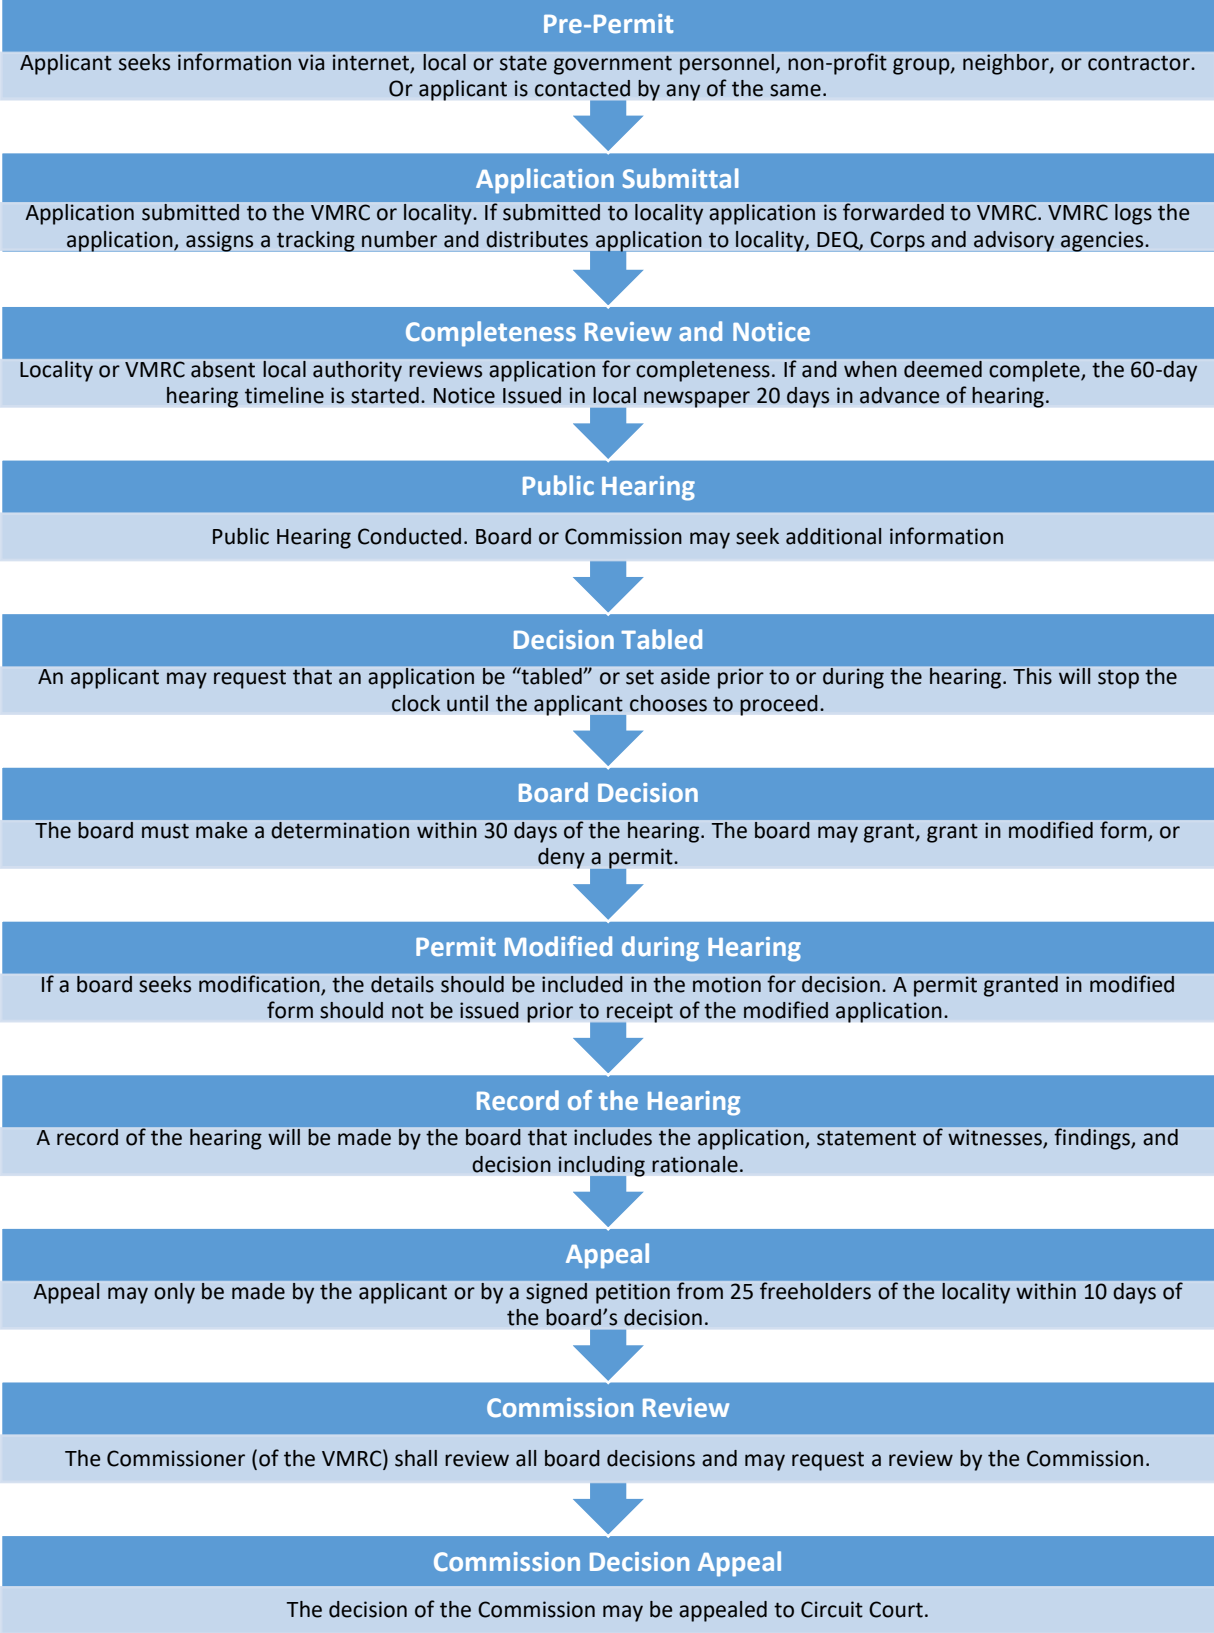 Pre-Permit
Applicant seeks information via internet, local or state government personnel, non-profit group, neighbor, or contractor.
Or applicant is contacted by any of the same.
Application Submittal
Application submitted to the VMRC or locality. If submitted to locality application is forwarded to VMRC. VMRC logs the
application, assigns a tracking number and distributes application to locality, DEQ, Corps and advisory agencies.
Completeness Review and Notice
Locality or VMRC absent local authority reviews application for completeness. If and when deemed complete, the 60-day
hearing timeline is started. Notice Issued in local newspaper 20 days in advance of hearing.
Public Hearing
Public Hearing Conducted. Board or Commission may seek additional information
Decision Tabled
An applicant may request that an application be “tabled” or set aside prior to or during the hearing. This will stop the
clock until the applicant chooses to proceed.
Board Decision
The board must make a determination within 30 days of the hearing. The board may grant, grant in modified form, or
deny a permit.
Permit Modified during Hearing
If a board seeks modification, the details should be included in the motion for decision. A permit granted in modified
form should not be issued prior to receipt of the modified application.
Record of the Hearing
A record of the hearing will be made by the board that includes the application, statement of witnesses, findings, and
decision including rationale.
Appeal
Appeal may only be made by the applicant or by a signed petition from 25 freeholders of the locality within 10 days of
the board’s decision.
Commission Review
The Commissioner (of the VMRC) shall review all board decisions and may request a review by the Commission.
Commission Decision Appeal
The decision of the Commission may be appealed to Circuit Court.